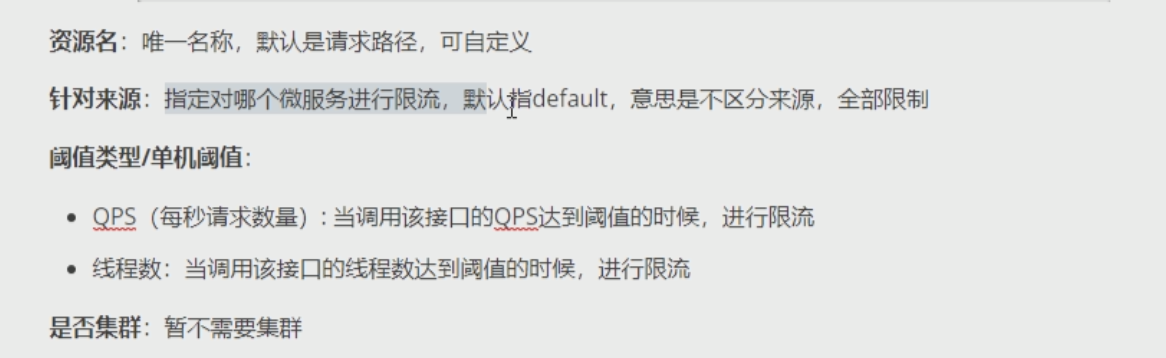 资源名：唯一名称，默认是请求路径，可自定义
针对来源：指定对哪个微服务进行限流，默认指default，意思是不区分来源，全部限制
阈值类型/单机阈值：
QPS（每秒请求数量）: 当调用该接口的QPS达到阈值的时候，进行限流
线程数：当调用该接口的线程数达到阈值的时候，进行限流
是否集群：暂不需要集群